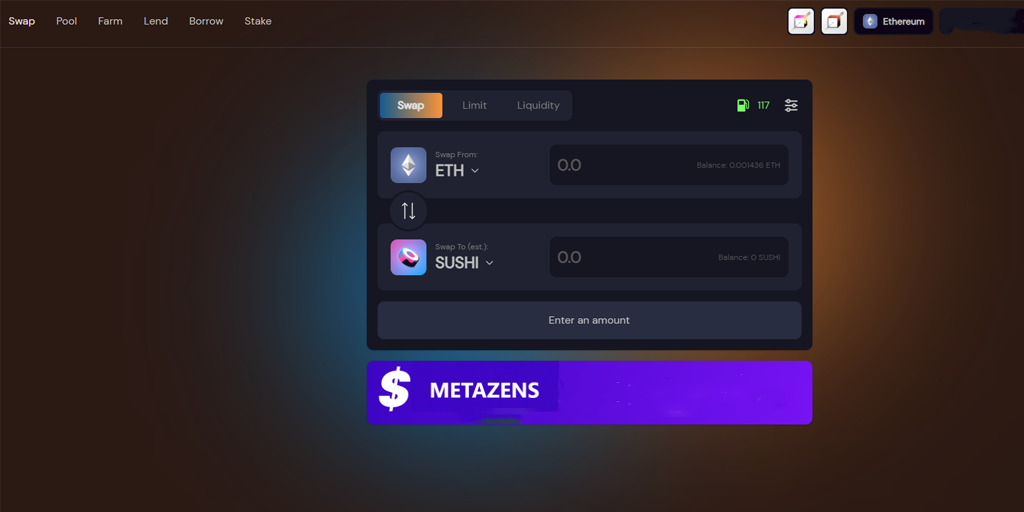 Swap Pool Farm Lend Borrow Stake Ethereum
Swap Limit Liquidity 117
Swap From:
ETH 0.0 Balance: 0.001436 ETH
Swap To (est.):
SUSHI 0.0 Balance: 0 SUSHI
Enter an amount
$ METAZENS